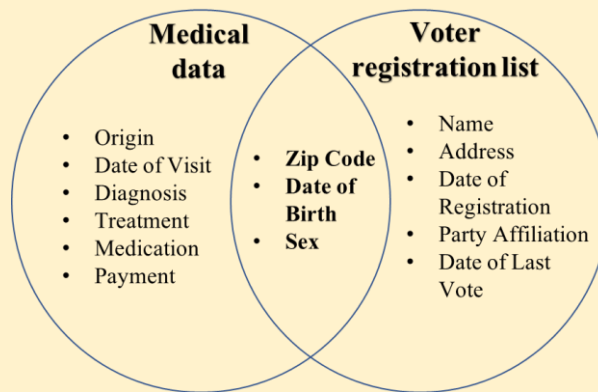 Medical
data
• Origin
• Date of Visit
• Diagnosis
• Treatment
• Medication
• Payment
• Zip Code
• Date of
Birth
• Sex
Voter
registration list
• Name
• Address
• Date of
Registration
• Party Affiliation
• Date of Last
Vote